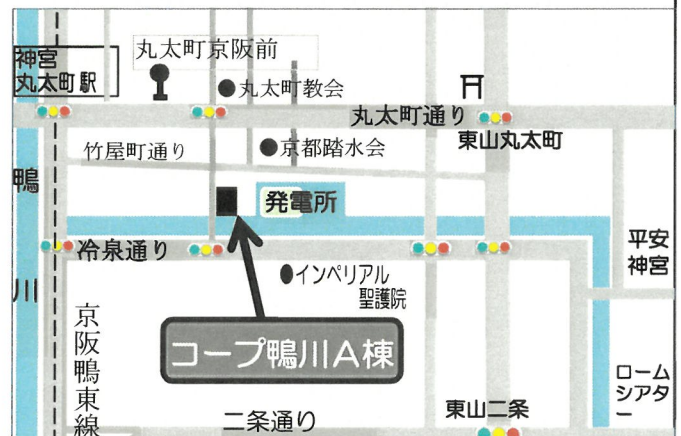 神宮
丸太町駅
丸太町京阪前
丸太町教会
丸太町通り
東山丸太町
竹屋町通り
京都踏水会
鴨川
発電所
冷泉通り
平安
神宮
インペリアル
聖護院
コープ鴨川A棟
京阪鴨東線
ローム
シアタ
ー
二条通り
東山二条